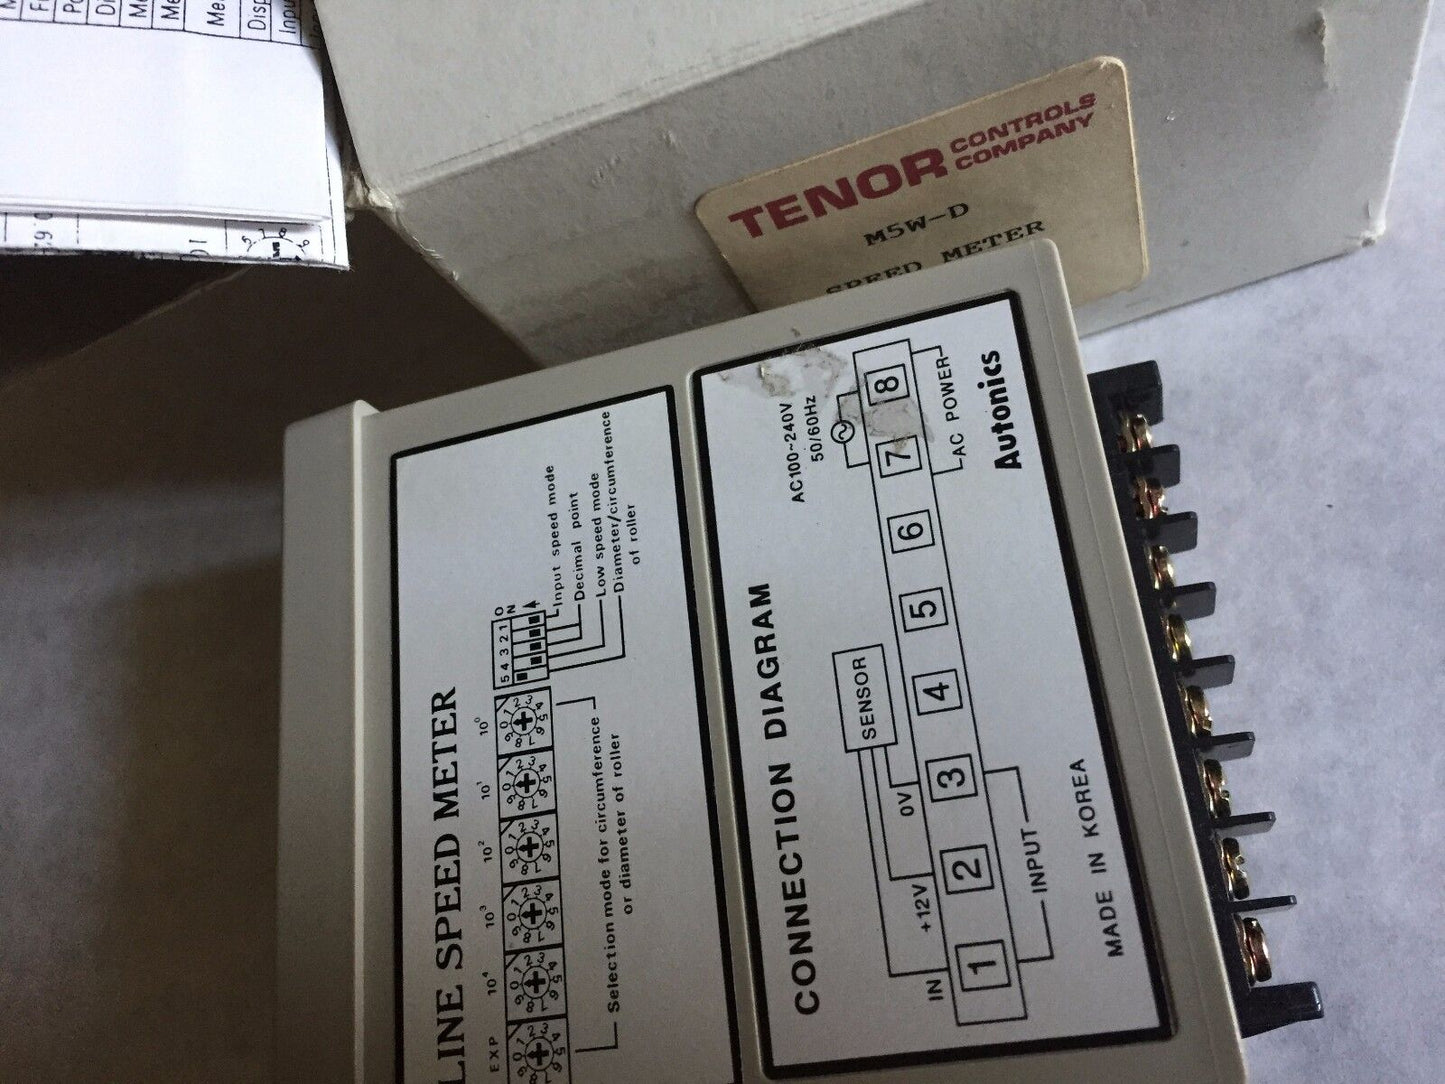 TENOR CONTROLS
COMPANY
M5W-D
SPEED METER
LINE SPEED METER
EXP 10⁴ 10³ 10² 10¹ 10⁰
5 4 3 2 1 O
N
Input speed mode
Decimal point
Low speed mode
Diameter/circumference
of roller
Selection mode for circumference
or diameter of roller
CONNECTION DIAGRAM
AC100~240V
50/60Hz
SENSOR
IN +12V 0V
1 2 3 4 5 6 7 8
INPUT
AC POWER
MADE IN KOREA
Autonics